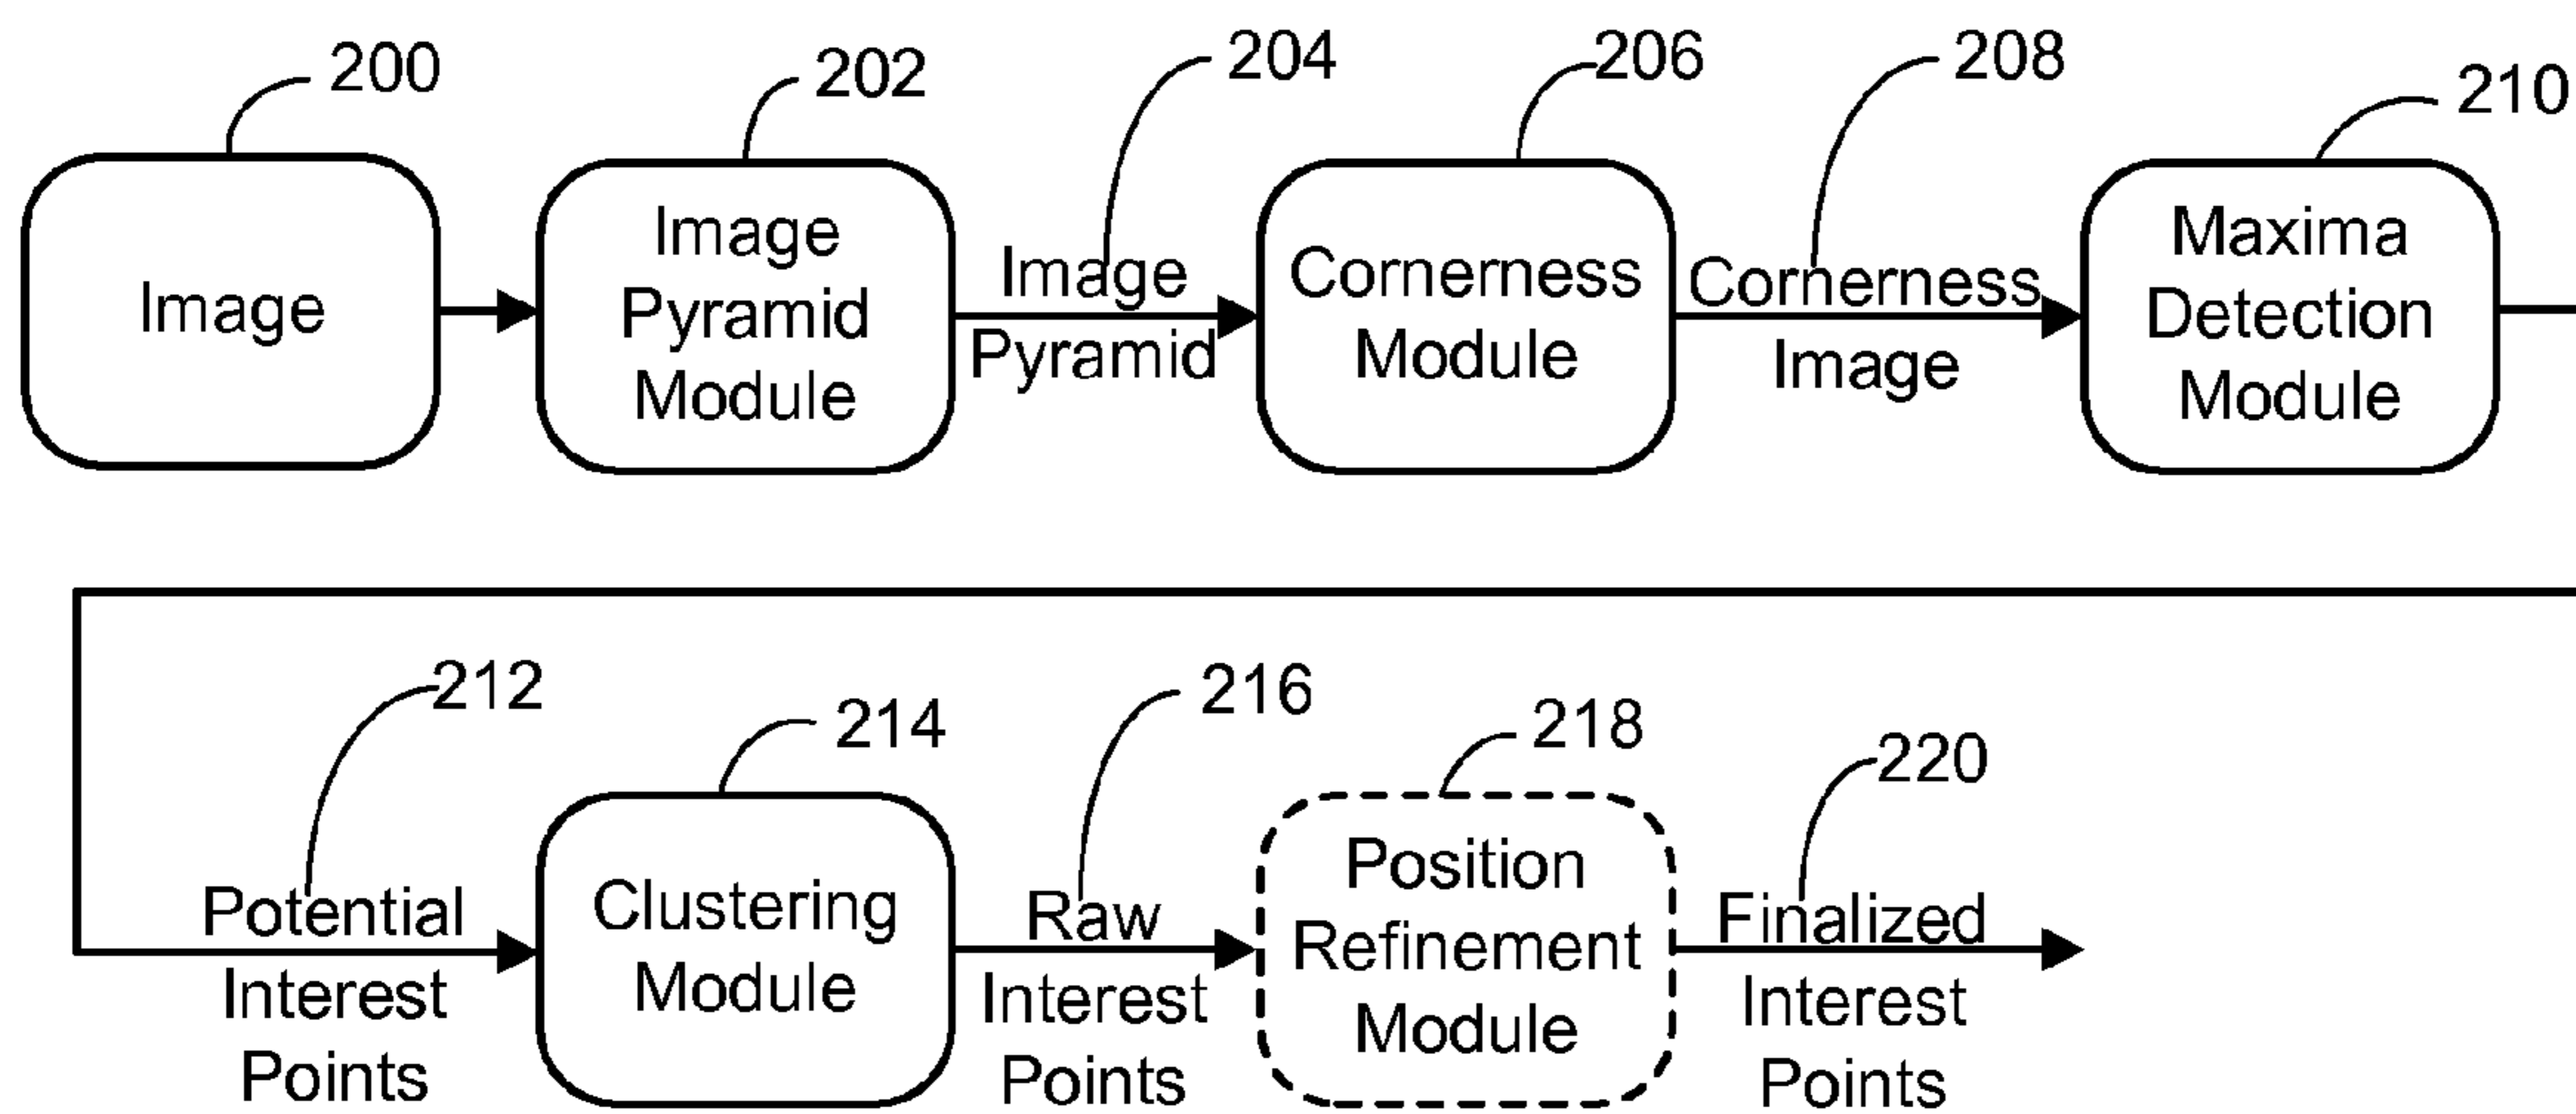 200
202
204
206
208
210
Image
Image
Pyramid
Module
Image
Pyramid
Cornerness
Module
Cornerness
Image
Maxima
Detection
Module
212
214
216
218
220
Potential
Interest
Points
Clustering
Module
Raw
Interest
Points
Position
Refinement
Module
Finalized
Interest
Points